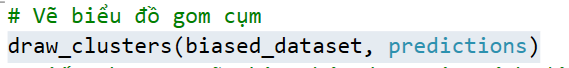 # Vẽ biểu đồ gom cụm
draw_clusters(biased_dataset, predictions)